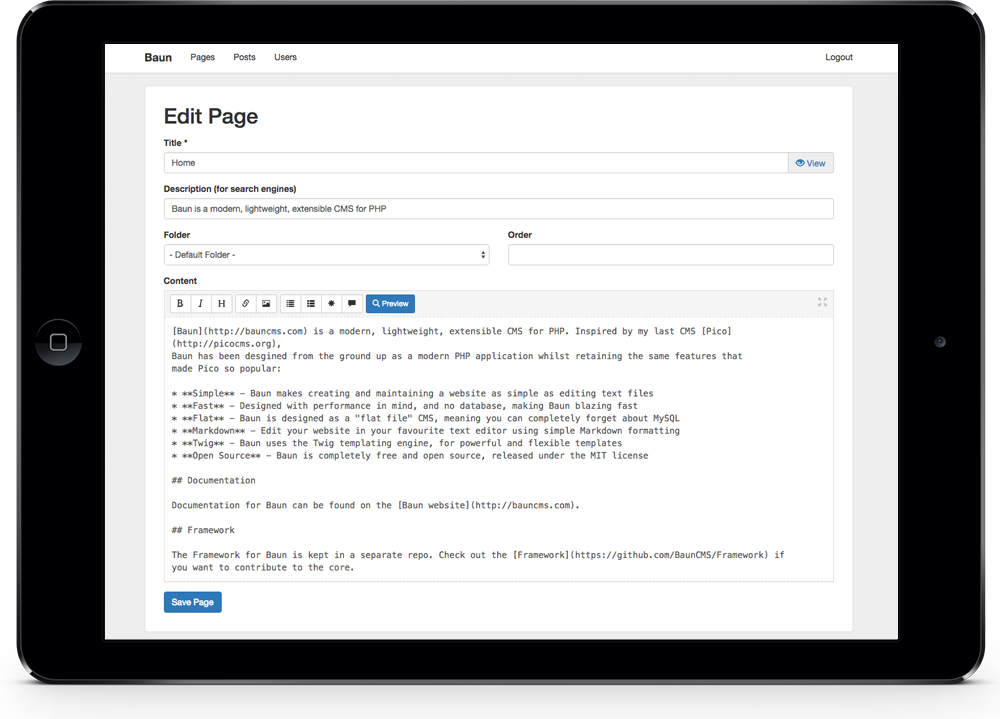 Baun Pages Posts Users Logout
Edit Page
Title *
Home View
Description (for search engines)
Baun is a modern, lightweight, extensible CMS for PHP
Folder Order
- Default Folder -
Content
B I H Preview
[Baun](http://bauncms.com) is a modern, lightweight, extensible CMS for PHP. Inspired by my last CMS [Pico]
(http://picocms.org),
Baun has been desgined from the ground up as a modern PHP application whilst retaining the same features that
made Pico so popular:
* **Simple** – Baun makes creating and maintaining a website as simple as editing text files
* **Fast** – Designed with performance in mind, and no database, making Baun blazing fast
* **Flat** – Baun is designed as a "flat file" CMS, meaning you can completely forget about MySQL
* **Markdown** – Edit your website in your favourite text editor using simple Markdown formatting
* **Twig** – Baun uses the Twig templating engine, for powerful and flexible templates
* **Open Source** – Baun is completely free and open source, released under the MIT license
## Documentation
Documentation for Baun can be found on the [Baun website](http://bauncms.com).
## Framework
The Framework for Baun is kept in a separate repo. Check out the [Framework](https://github.com/BaunCMS/Framework) if
you want to contribute to the core.
Save Page